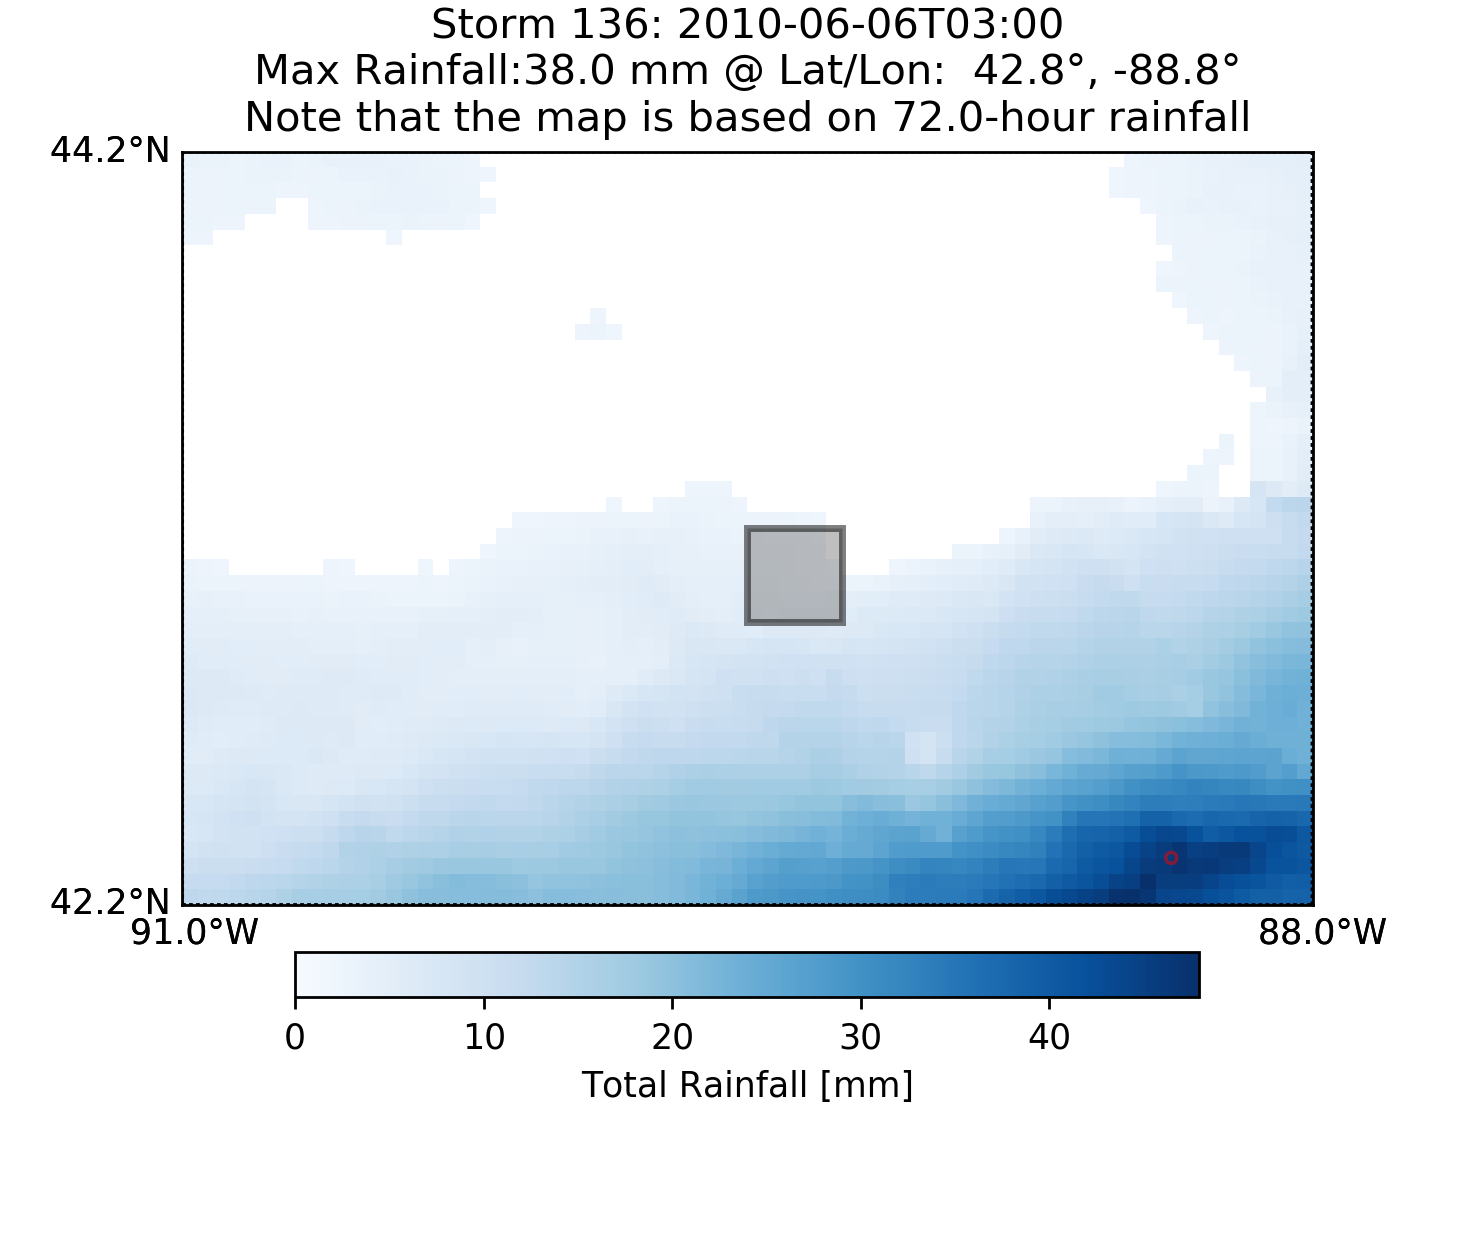 Storm 136: 2010-06-06T03:00
Max Rainfall:38.0 mm @ Lat/Lon:  42.8°, -88.8°
Note that the map is based on 72.0-hour rainfall
44.2°N
42.2°N
91.0°W 88.0°W
0 10 20 30 40
Total Rainfall [mm]